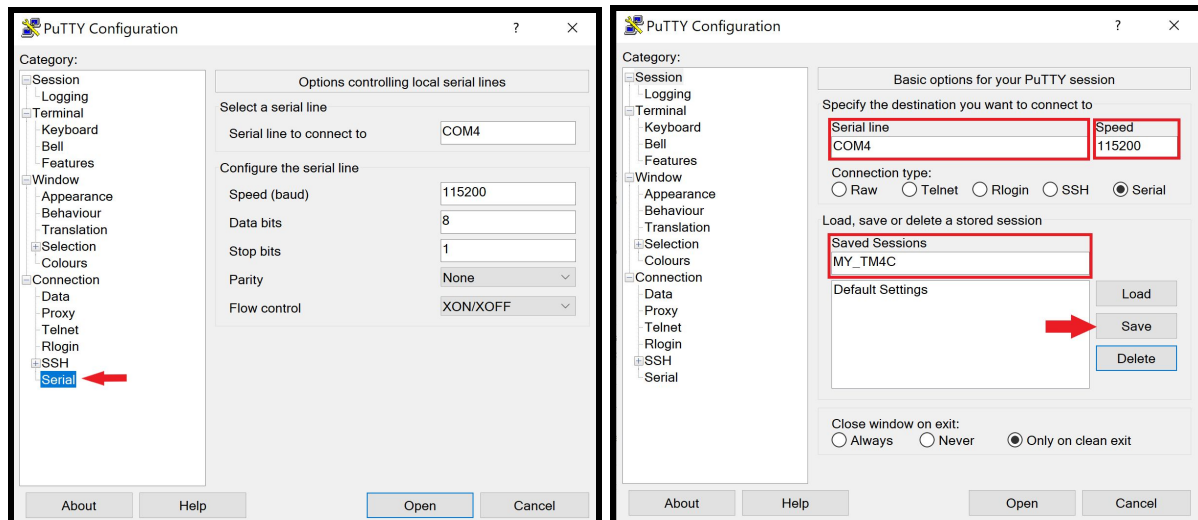 PuTTY Configuration
?
Category:
Session
Logging
Terminal
Keyboard
Bell
Features
Window
Appearance
Behaviour
Translation
Selection
Colours
Connection
Data
Proxy
Telnet
Rlogin
SSH
Serial
Options controlling local serial lines
Select a serial line
Serial line to connect to COM4
Configure the serial line
Speed (baud) 115200
Data bits 8
Stop bits 1
Parity None
Flow control XON/XOFF
About Help Open Cancel
PuTTY Configuration
?
Category:
Session
Logging
Terminal
Keyboard
Bell
Features
Window
Appearance
Behaviour
Translation
Selection
Colours
Connection
Data
Proxy
Telnet
Rlogin
SSH
Serial
Basic options for your PuTTY session
Specify the destination you want to connect to
Serial line Speed
COM4 115200
Connection type:
Raw Telnet Rlogin SSH Serial
Load, save or delete a stored session
Saved Sessions
MY_TM4C
Default Settings
Load
Save
Delete
Close window on exit:
Always Never Only on clean exit
About Help Open Cancel